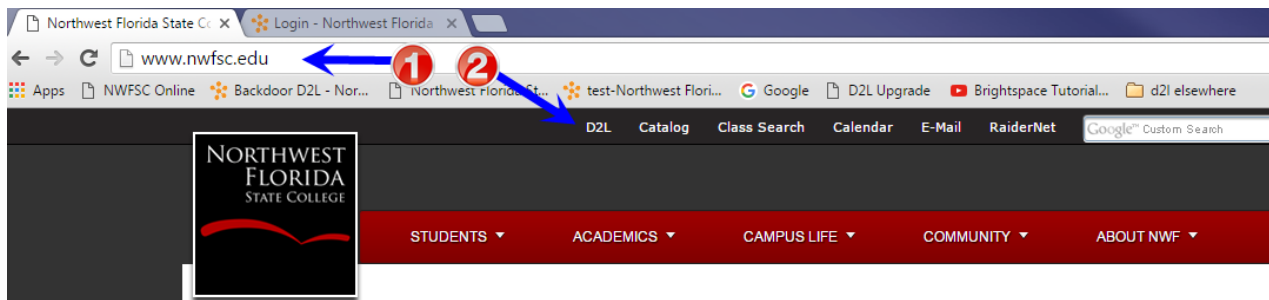 Northwest Florida State Cc Login - Northwest Florida
www.nwfsc.edu 1 2
Apps NWFSC Online Backdoor D2L - Nor... Northwest Florida St... test-Northwest Flori... Google D2L Upgrade Brightspace Tutorial... d2l elsewhere
D2L Catalog Class Search Calendar E-Mail RaiderNet Google™ Custom Search
NORTHWEST
FLORIDA
STATE COLLEGE
STUDENTS ACADEMICS CAMPUS LIFE COMMUNITY ABOUT NWF